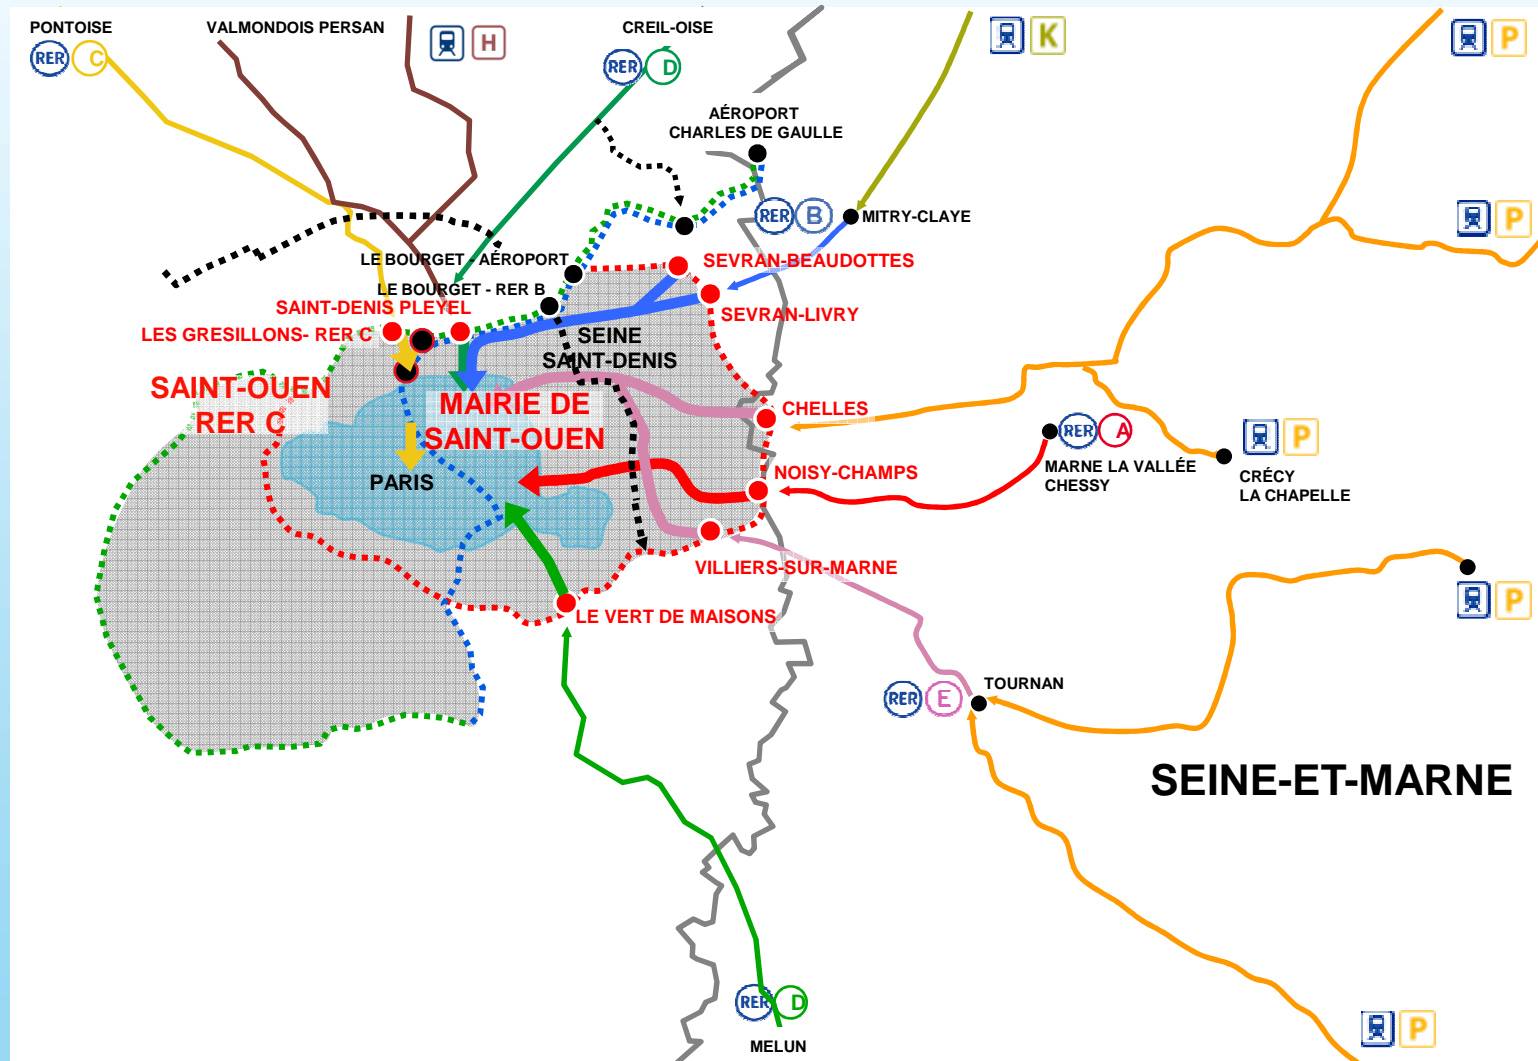 PONTOISE
RER C
VALMONDOIS PERSAN
H
CREIL-OISE
RER D
K
P
AÉROPORT
CHARLES DE GAULLE
RER B
MITRY-CLAYE
P
LE BOURGET - AÉROPORT
SEVRAN-BEAUDOTTES
LE BOURGET - RER B
SAINT-DENIS PLEYEL
SEVRAN-LIVRY
LES GRESILLONS- RER C
SEINE
SAINT-DENIS
SAINT-OUEN
RER C
MAIRIE DE
SAINT-OUEN
CHELLES
RER A
P
PARIS
NOISY-CHAMPS
MARNE LA VALLÉE
CHESSY
CRÉCY
LA CHAPELLE
VILLIERS-SUR-MARNE
P
LE VERT DE MAISONS
RER E
TOURNAN
SEINE-ET-MARNE
RER D
MELUN
P